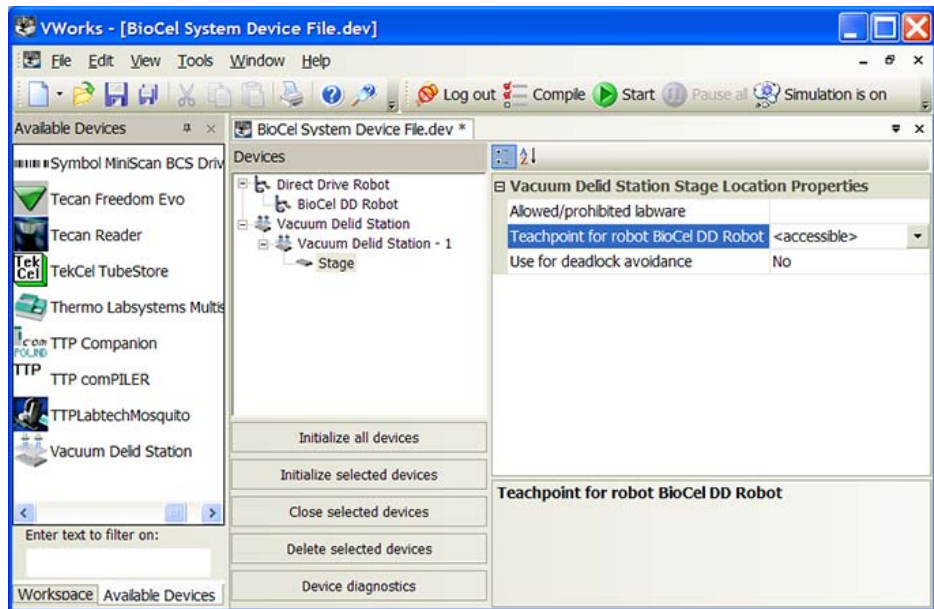 VWorks - [BioCel System Device File.dev]
File Edit View Tools Window Help
Log out Compile Start Pause all Simulation is on
Available Devices
Symbol MiniScan BCS Driv
Tecan Freedom Evo
Tecan Reader
TekCel TubeStore
Thermo Labsystems Multis
TTP Companion
TTP comPILER
TTPLabtechMosquito
Vacuum Delid Station
Enter text to filter on:
Workspace Available Devices
BioCel System Device File.dev *
Devices
Direct Drive Robot
BioCel DD Robot
Vacuum Delid Station
Vacuum Delid Station - 1
Stage
Initialize all devices
Initialize selected devices
Close selected devices
Delete selected devices
Device diagnostics
Vacuum Delid Station Stage Location Properties
Allowed/prohibited labware
Teachpoint for robot BioCel DD Robot <accessible>
Use for deadlock avoidance No
Teachpoint for robot BioCel DD Robot